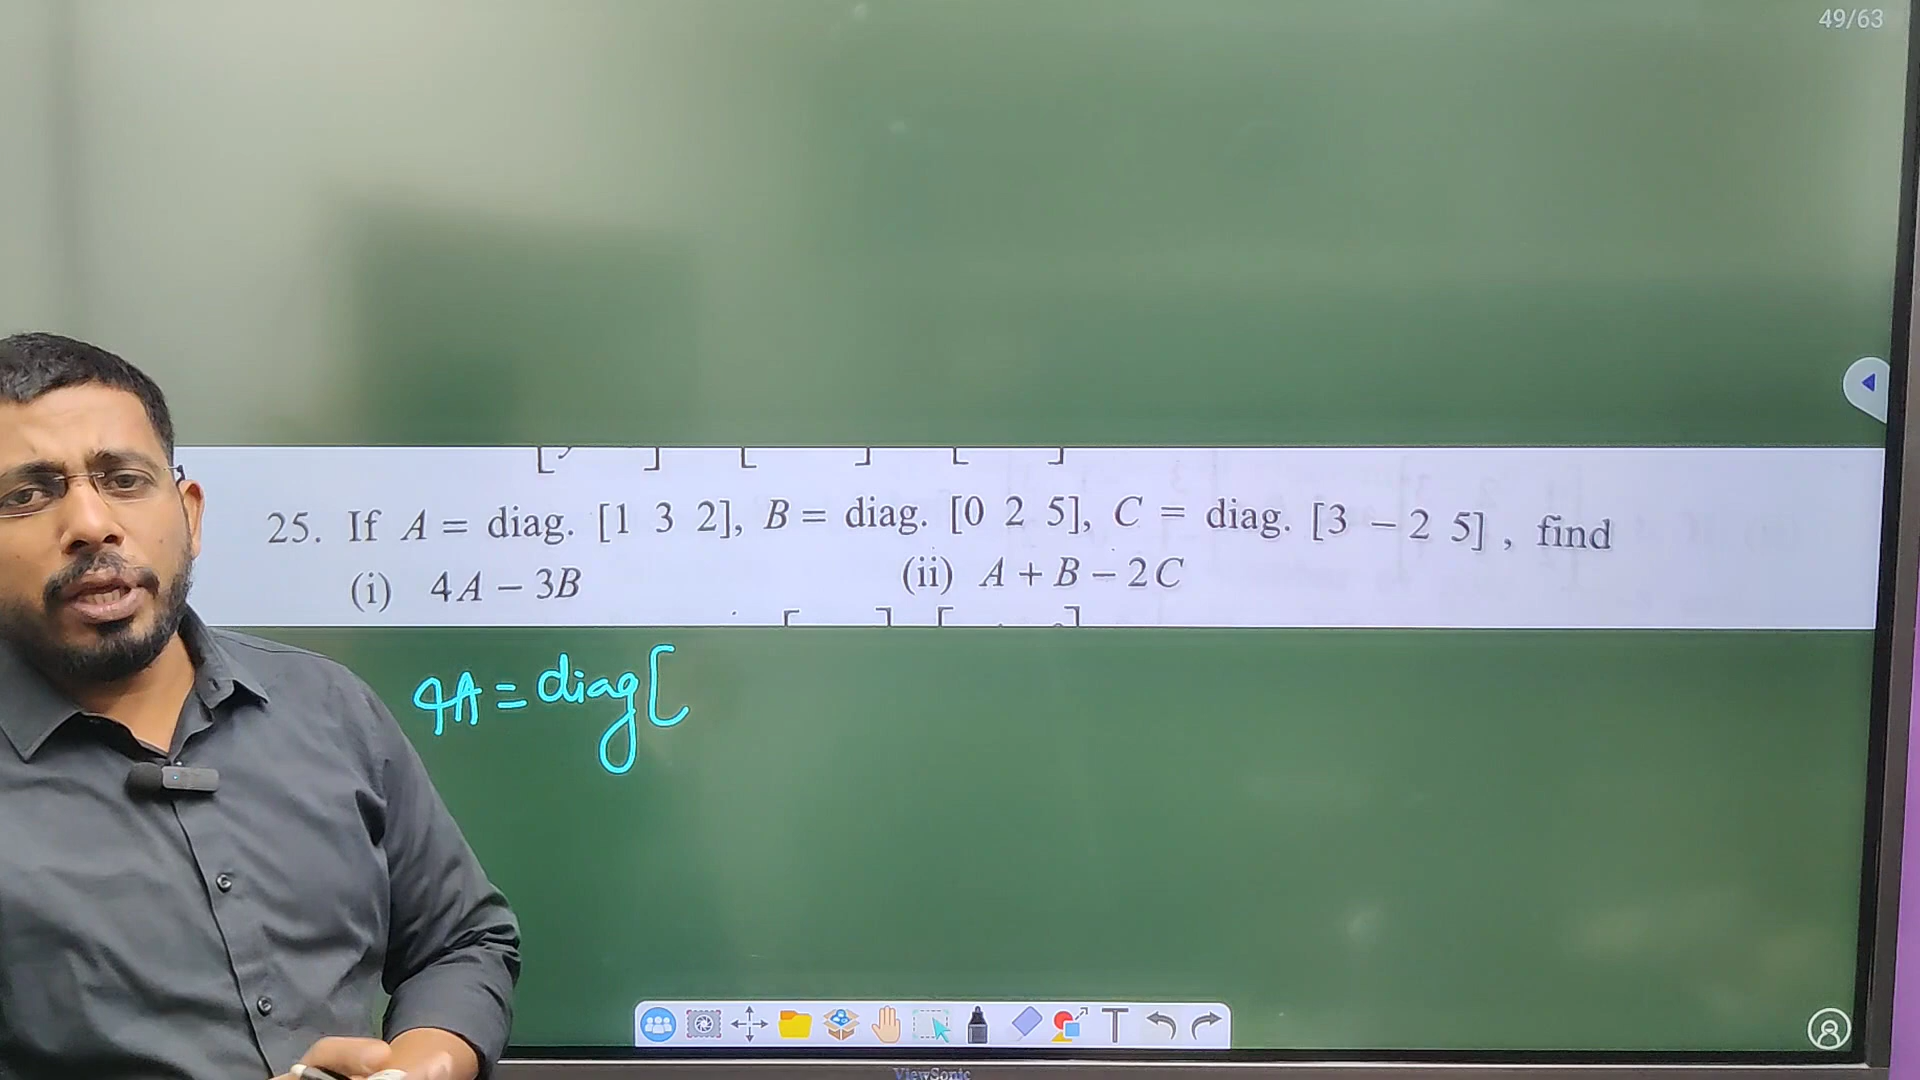 49/63
25. If A = diag. [1 3 2], B = diag. [0 2 5], C = diag. [3 – 2 5] , find
(i) 4A – 3B (ii) A + B – 2C
4A = diag [
ViewSonic